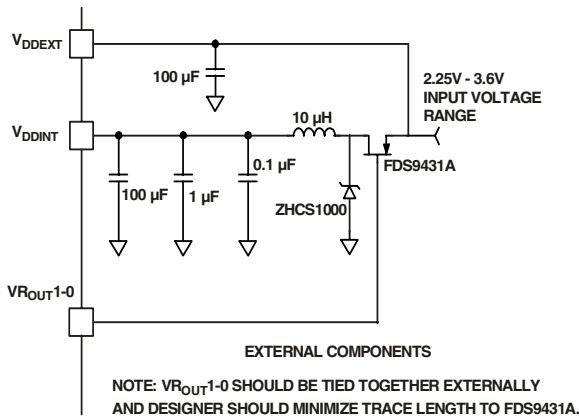 VDDEXT
100 µF
2.25V - 3.6V
INPUT VOLTAGE
RANGE
VDDINT
10 µH
FDS9431A
0.1 µF
100 µF
1 µF
ZHCS1000
VROUT1-0
EXTERNAL COMPONENTS
NOTE: VROUT1-0 SHOULD BE TIED TOGETHER EXTERNALLY
AND DESIGNER SHOULD MINIMIZE TRACE LENGTH TO FDS9431A.